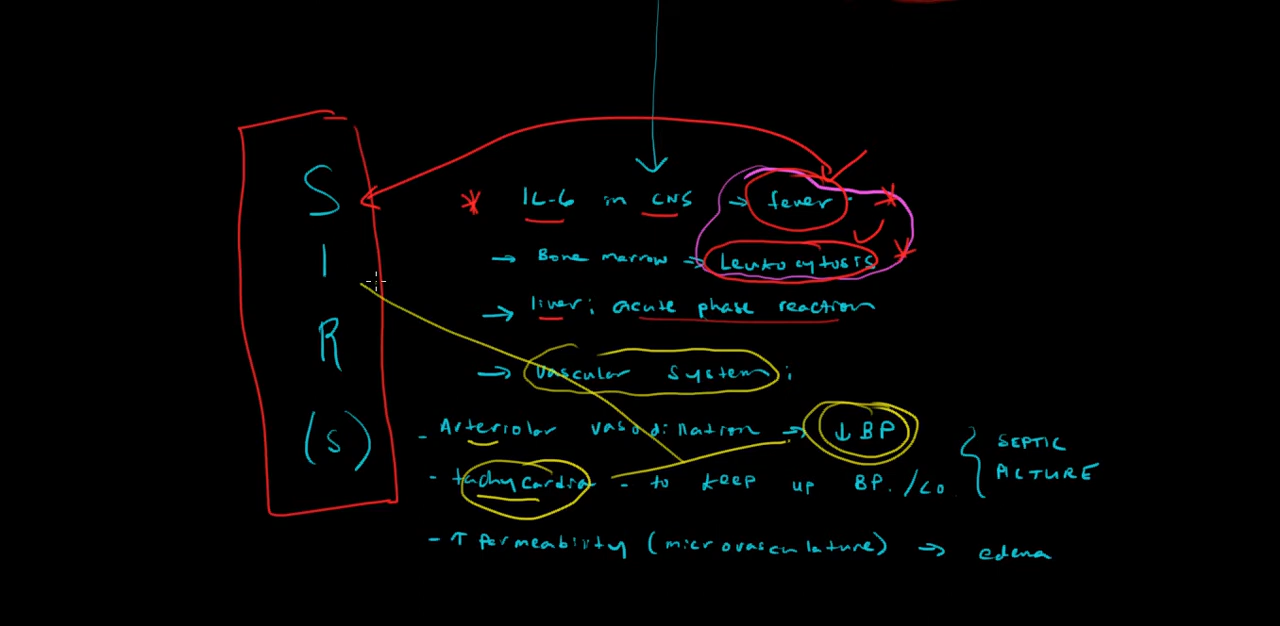 S
I
R
(S)
* IL-6 in CNS → fever *
→ Bone marrow → Leukocytosis *
→ liver; acute phase reaction
→ Vascular System;
- Arteriolar vasodilation → ↓ BP
- tachycardia - to keep up BP. /CO
SEPTIC
PICTURE
- ↑ permeability (microvasculature) → edema